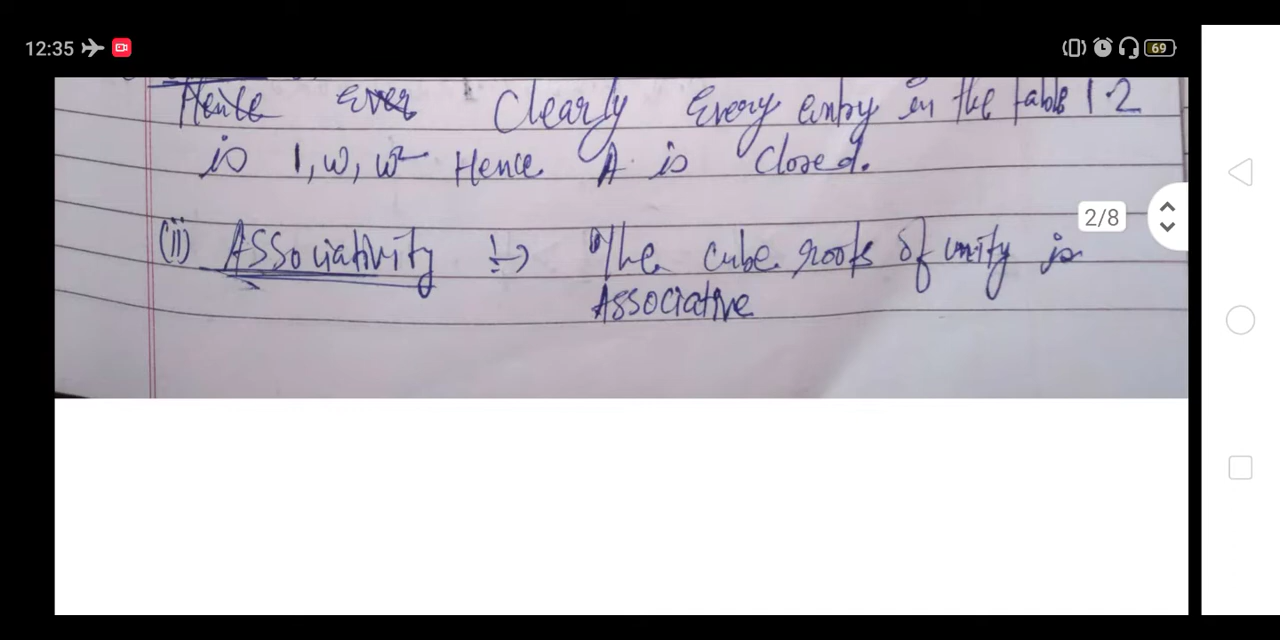 12:35
69
Hence Ever Clearly Every entry in the table 1.2
is 1, ω, ω² Hence A is Closed.
2/8
(ii) Associativity :→ The cube roots of unity is
Associative